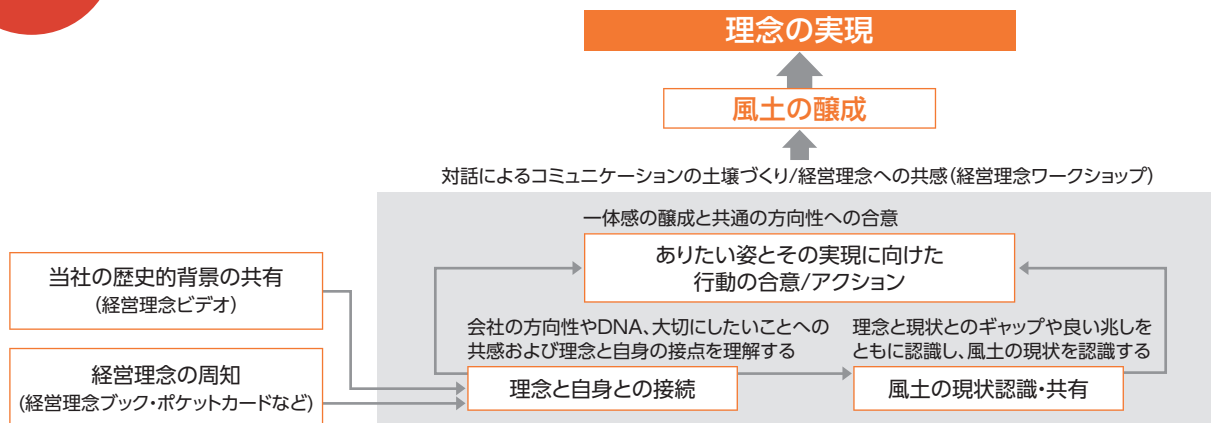 理念の実現
風土の醸成
対話によるコミュニケーションの土壌づくり/経営理念への共感(経営理念ワークショップ)
一体感の醸成と共通の方向性への合意
ありたい姿とその実現に向けた
行動の合意/アクション
当社の歴史的背景の共有
(経営理念ビデオ)
会社の方向性やDNA、大切にしたいことへの
共感および理念と自身の接点を理解する
理念と現状とのギャップや良い兆しを
ともに認識し、風土の現状を認識する
経営理念の周知
(経営理念ブック・ポケットカードなど)
理念と自身との接続
風土の現状認識・共有